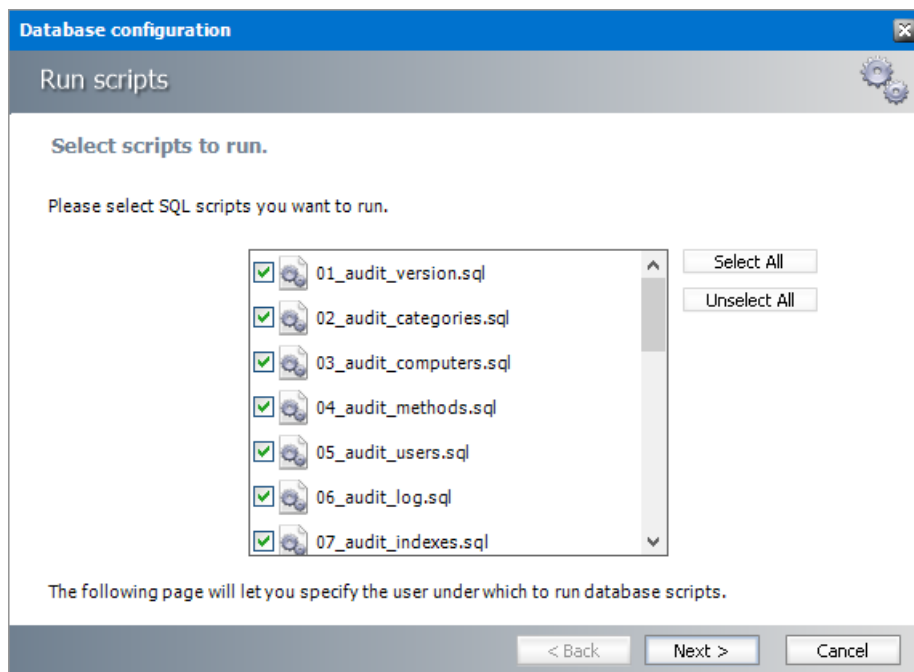 Database configuration
Run scripts
Select scripts to run.
Please select SQL scripts you want to run.
01_audit_version.sql
02_audit_categories.sql
03_audit_computers.sql
04_audit_methods.sql
05_audit_users.sql
06_audit_log.sql
07_audit_indexes.sql
Select All
Unselect All
The following page will let you specify the user under which to run database scripts.
< Back
Next >
Cancel